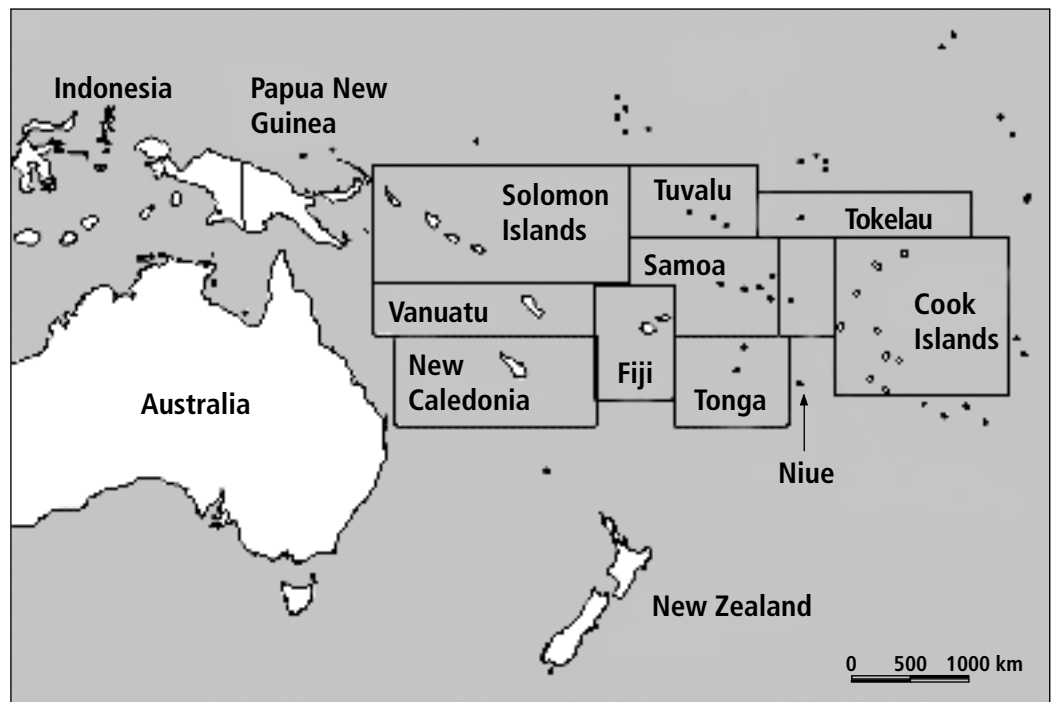 Indonesia
Papua New
Guinea
Solomon
Islands
Tuvalu
Tokelau
Samoa
Vanuatu
Cook
Islands
New
Caledonia
Fiji
Tonga
Australia
Niue
New Zealand
0 500 1000 km